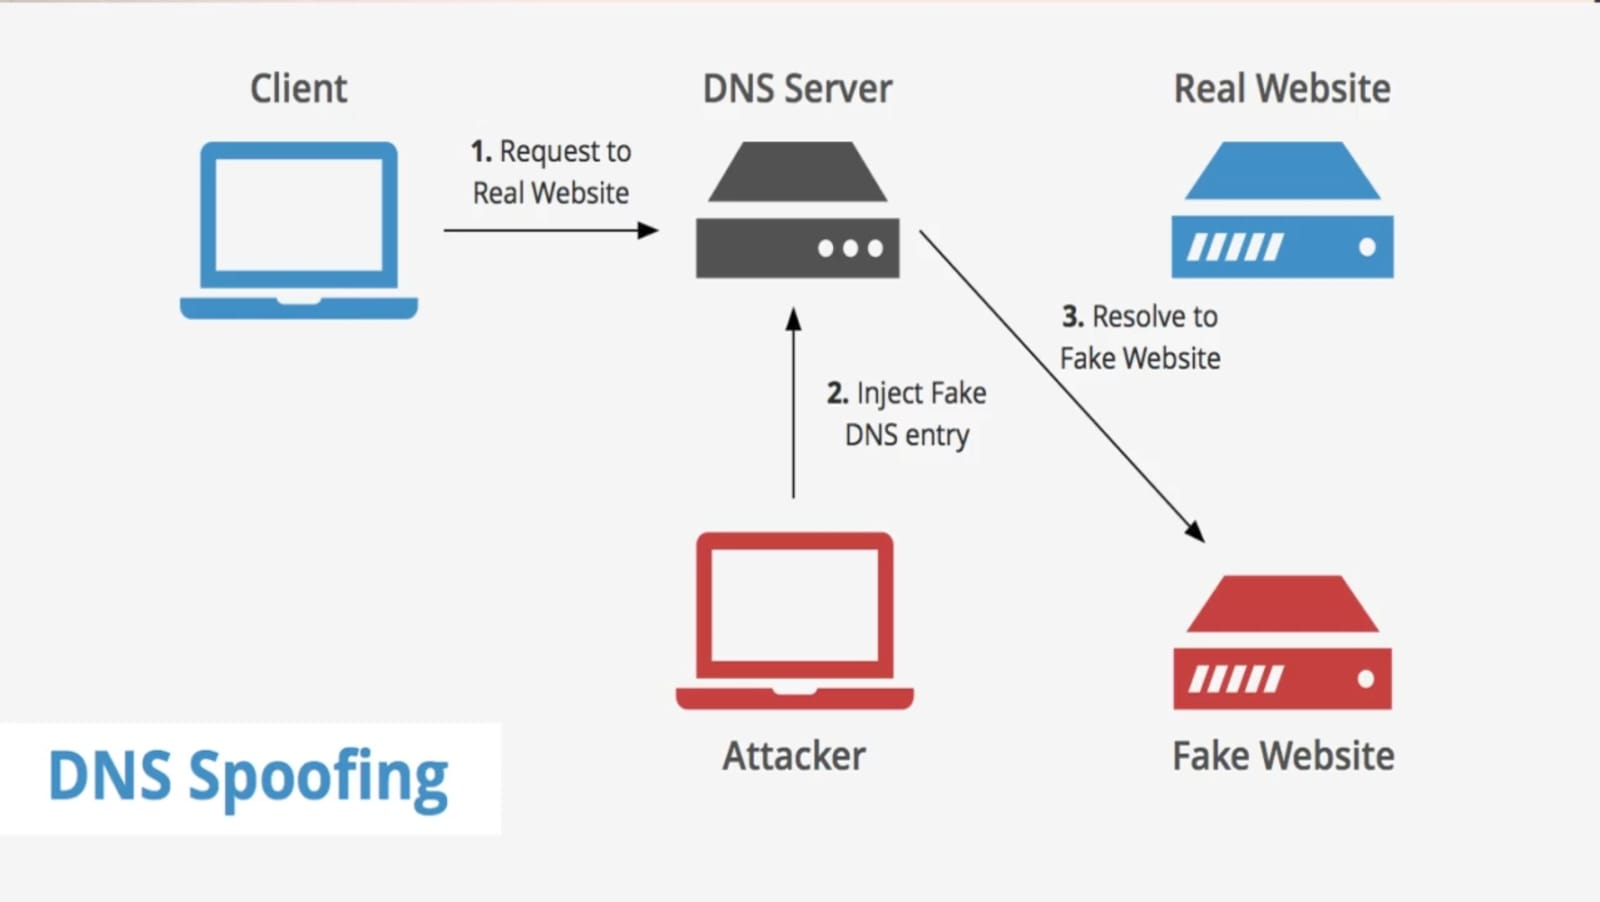 Client
DNS Server
Real Website
1. Request to
Real Website
3. Resolve to
Fake Website
2. Inject Fake
DNS entry
Attacker
Fake Website
DNS Spoofing